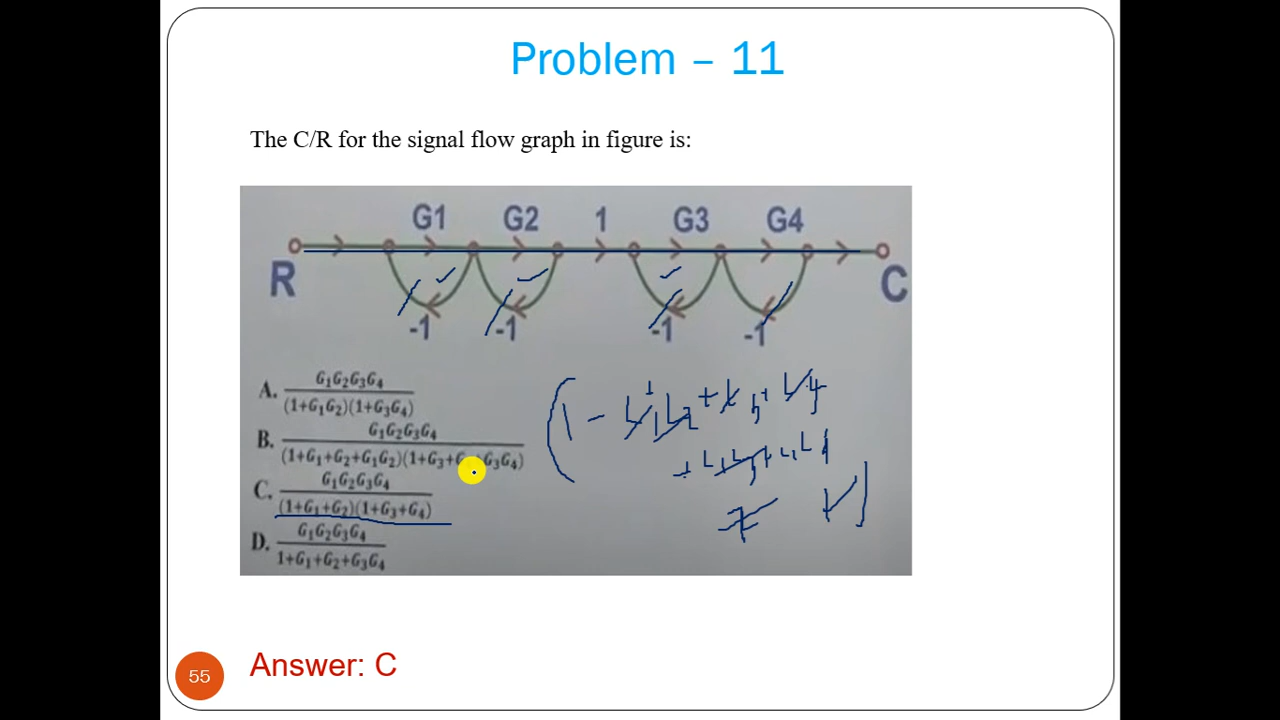 Problem – 11
The C/R for the signal flow graph in figure is:
G1 G2 1 G3 G4
R C
-1 -1 -1 -1
A. G₁G₂G₃G₄
(1+G₁G₂)(1+G₃G₄)
B. G₁G₂G₃G₄
(1+G₁+G₂+G₁G₂)(1+G₃+ G₃G₄)
C. G₁G₂G₃G₄
(1+G₁+G₂)(1+G₃+G₄)
D. G₁G₂G₃G₄
1+G₁+G₂+G₃G₄
Answer: C
55